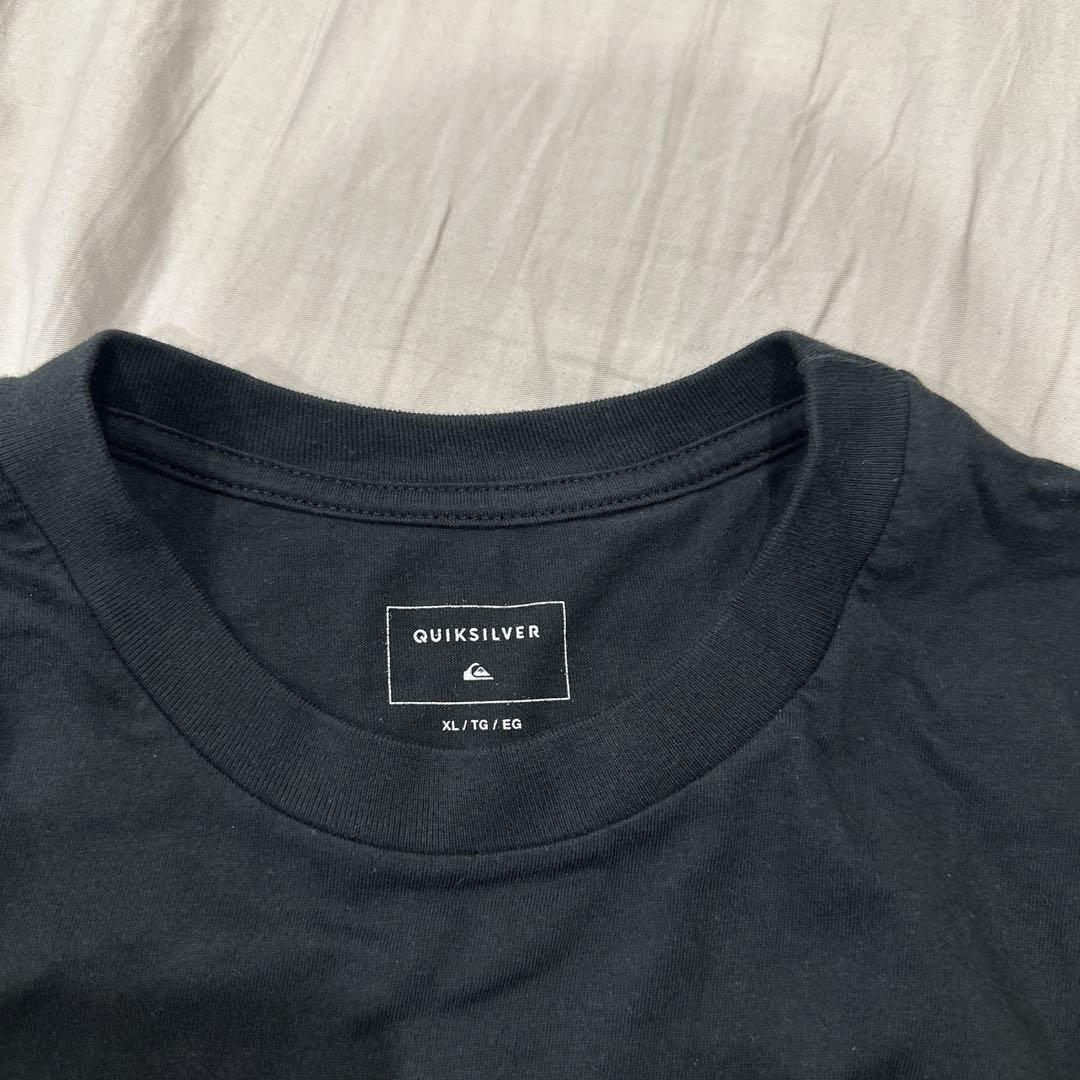 QUIKSILVER
XL / TG / EG